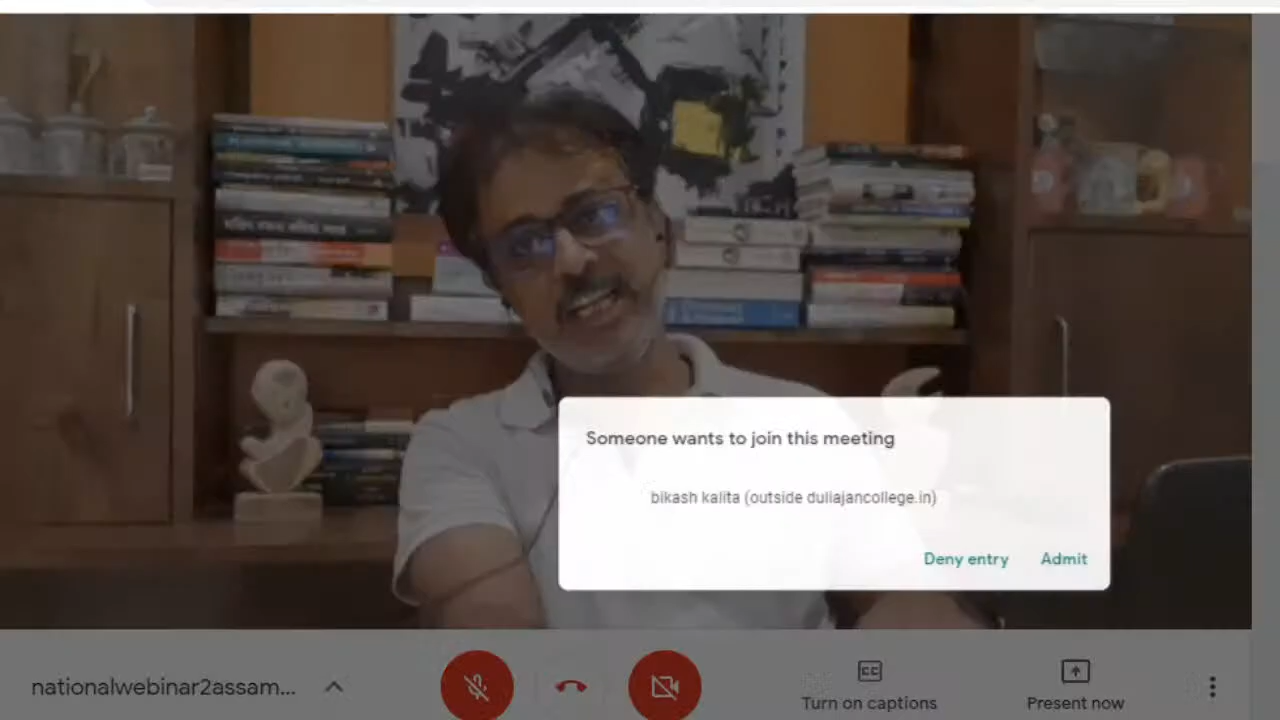 Someone wants to join this meeting
bikash kalita (outside duliajancollege.in)
Deny entry Admit
nationalwebinar2assam...
Turn on captions
Present now